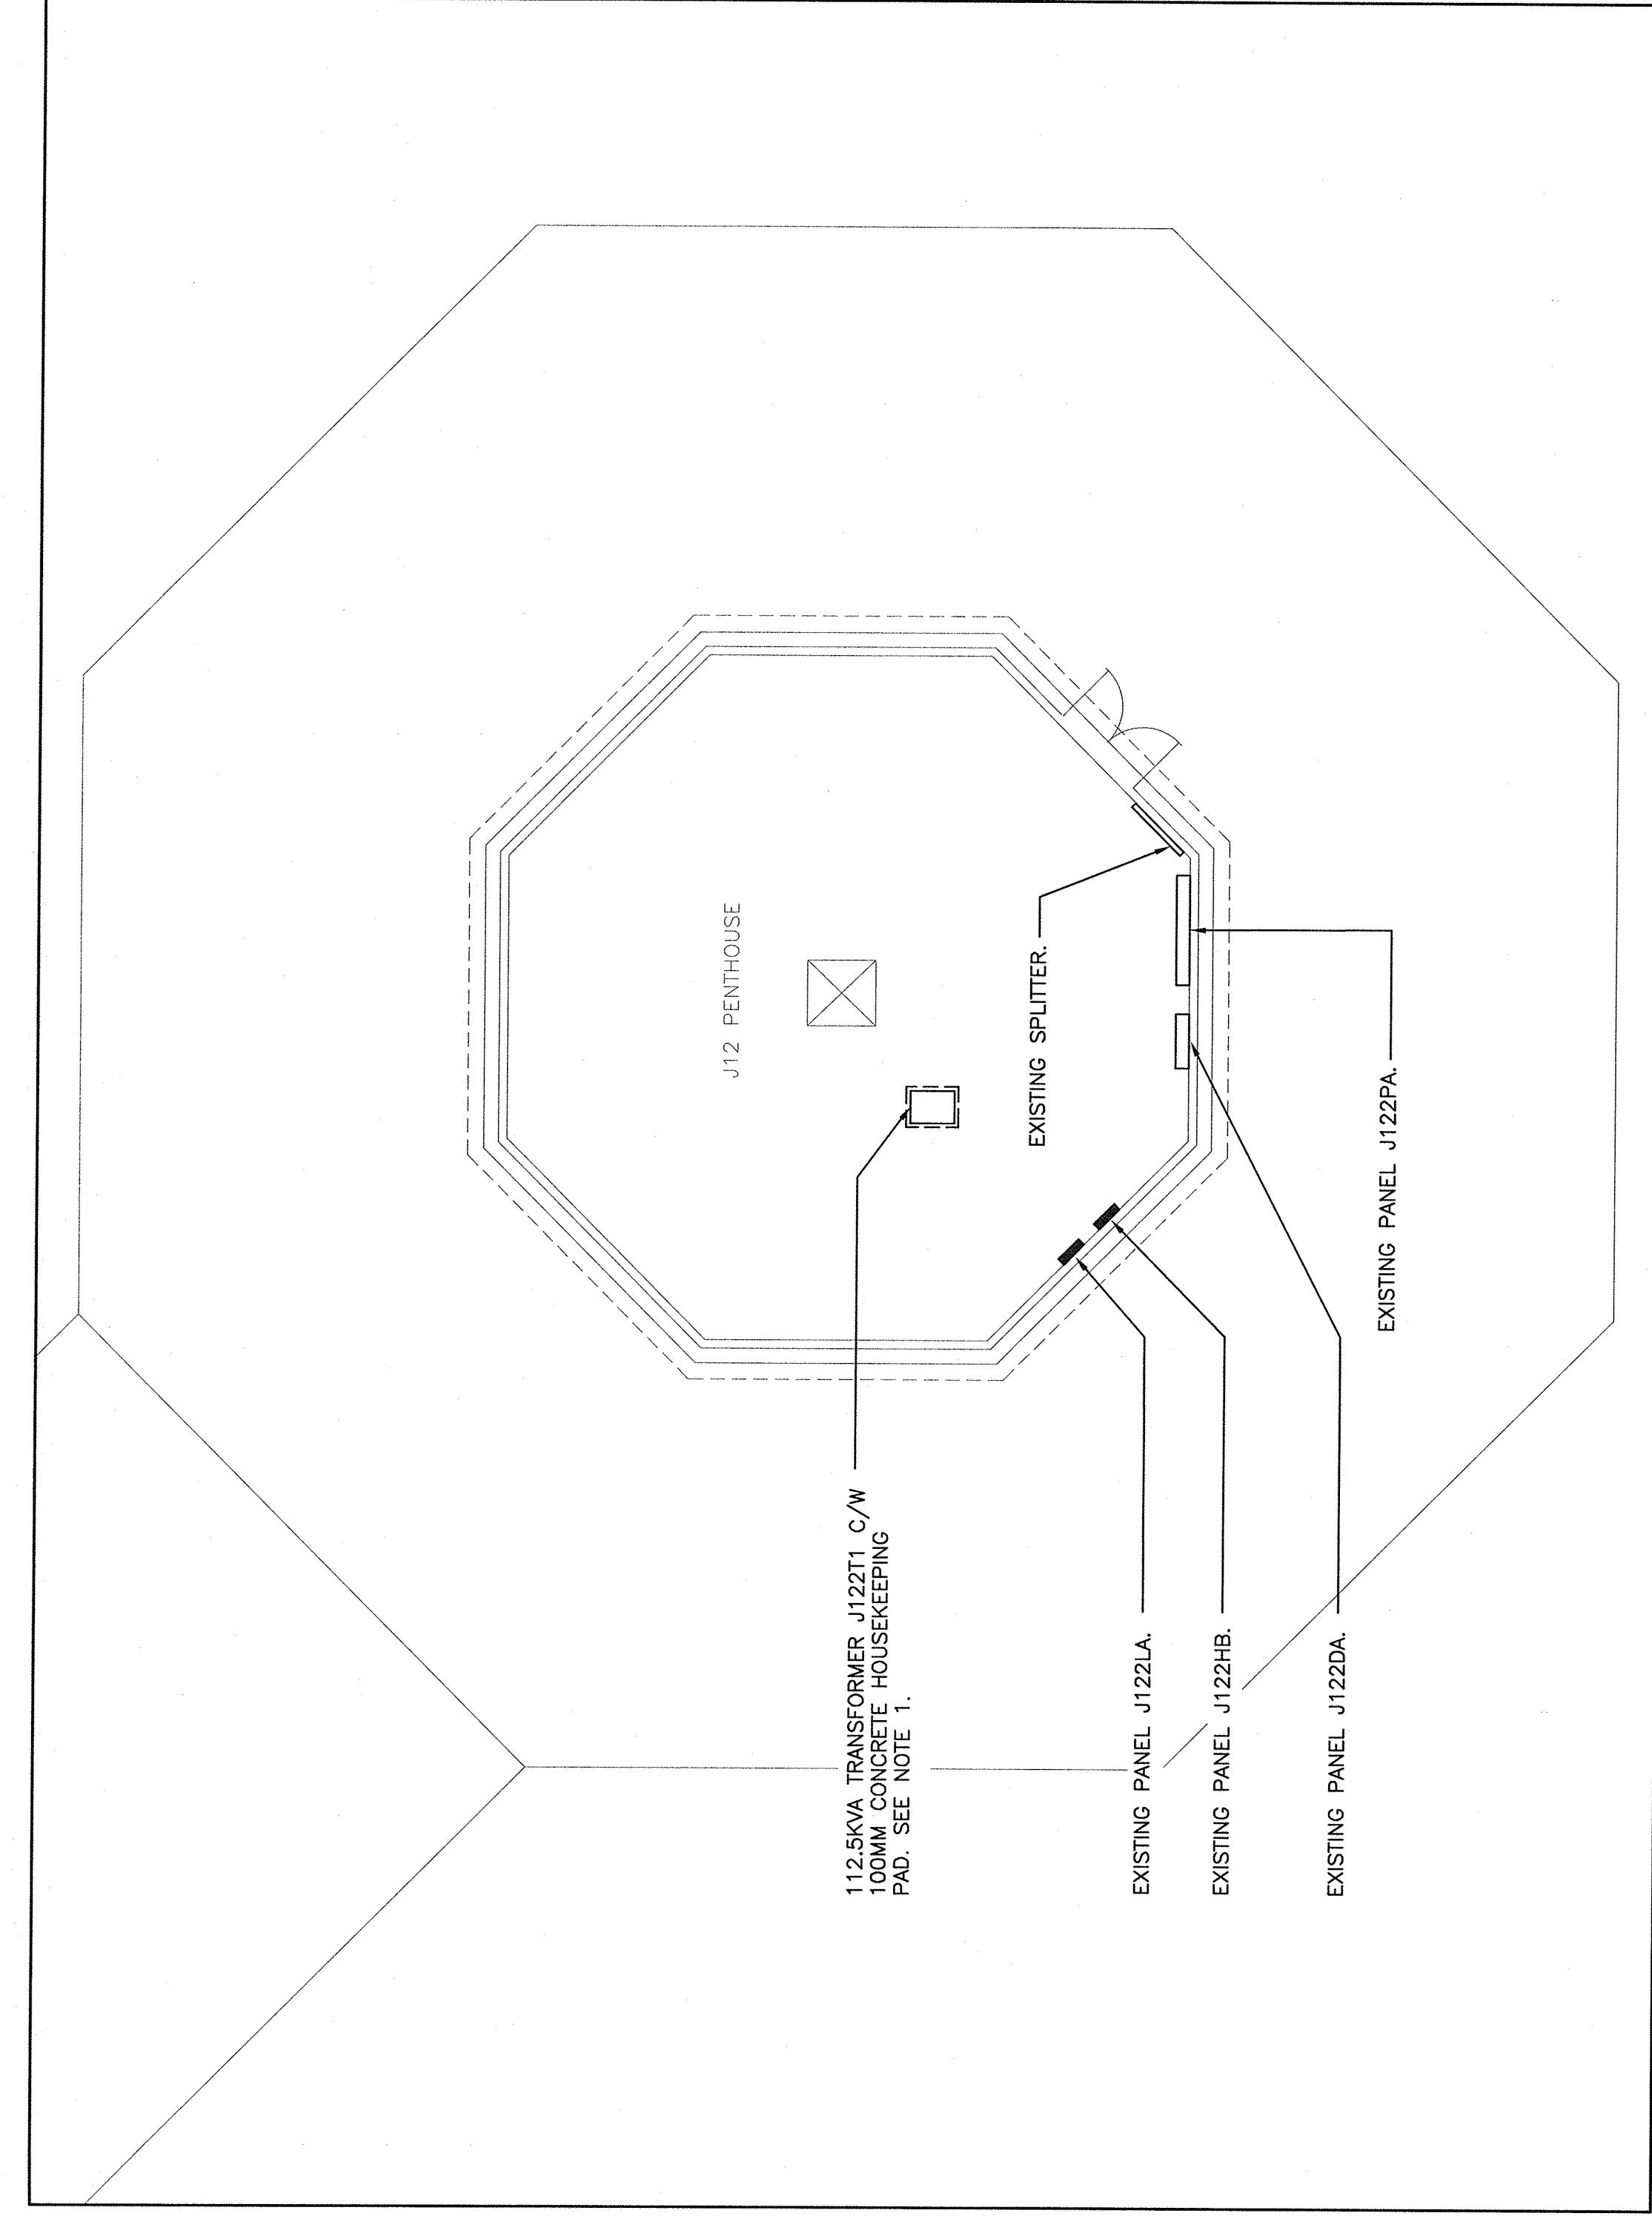 J12 PENTHOUSE
112.5KVA TRANSFORMER J122T1 C/W
100MM CONCRETE HOUSEKEEPING
PAD. SEE NOTE 1.
EXISTING SPLITTER.
EXISTING PANEL J122LA.
EXISTING PANEL J122HB.
EXISTING PANEL J122DA.
EXISTING PANEL J122PA.